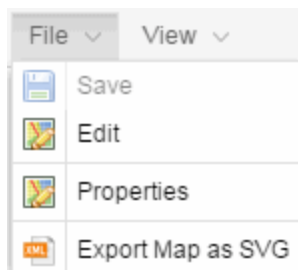 File View
Save
Edit
Properties
XML Export Map as SVG